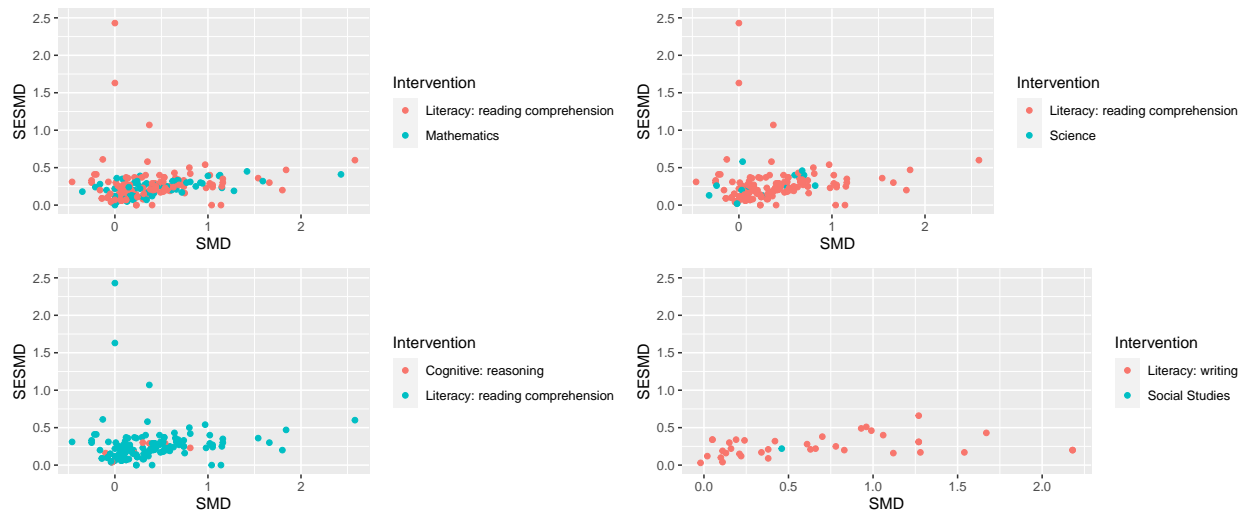 2.5
2.0
1.5
1.0
0.5
0.0
SESMD
0
1
2
SMD
Intervention
Literacy: reading comprehension
Mathematics
2.5
2.0
1.5
1.0
0.5
0.0
SESMD
0
1
2
SMD
Intervention
Literacy: reading comprehension
Science
2.5
2.0
1.5
1.0
0.5
0.0
SESMD
0
1
2
SMD
Intervention
Cognitive: reasoning
Literacy: reading comprehension
2.5
2.0
1.5
1.0
0.5
0.0
SESMD
0.0
0.5
1.0
1.5
2.0
SMD
Intervention
Literacy: writing
Social Studies